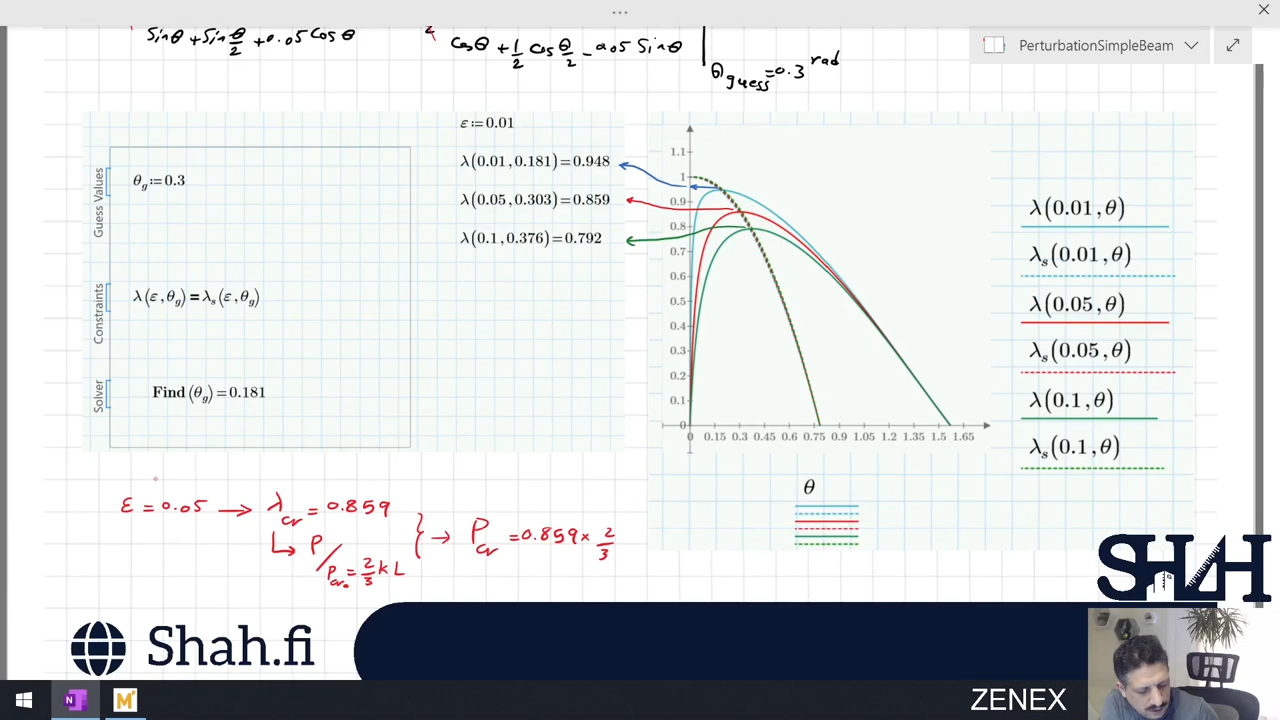 PerturbationSimpleBeam
Sinθ + Sin θ/2 + 0.05 Cosθ
Cosθ + 1/2 Cos θ/2 - 0.05 Sinθ
θguess = 0.3 rad
Guess Values
θg := 0.3
Constraints
λ(ε, θg) = λs(ε, θg)
Solver
Find(θg) = 0.181
ε := 0.01
λ(0.01, 0.181) = 0.948
λ(0.05, 0.303) = 0.859
λ(0.1, 0.376) = 0.792
1.1
1
0.9
0.8
0.7
0.6
0.5
0.4
0.3
0.2
0.1
0
0 0.15 0.3 0.45 0.6 0.75 0.9 1.05 1.2 1.35 1.5 1.65
θ
λ(0.01, θ)
λs(0.01, θ)
λ(0.05, θ)
λs(0.05, θ)
λ(0.1, θ)
λs(0.1, θ)
ε = 0.05 → λcr = 0.859
↳ P/Pcr₀ = 2/3 kL
} → Pcr = 0.859 × 2/3
SHAH
Shah.fi
ZENEX